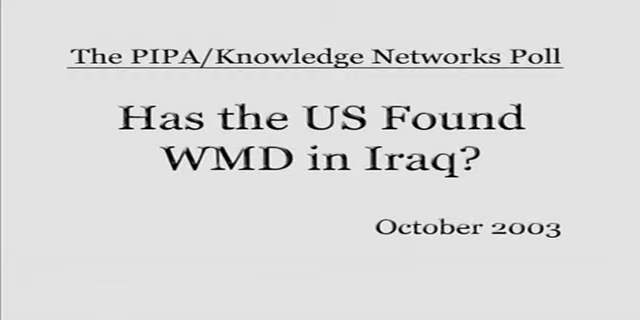 The PIPA/Knowledge Networks Poll
Has the US Found
WMD in Iraq?
October 2003